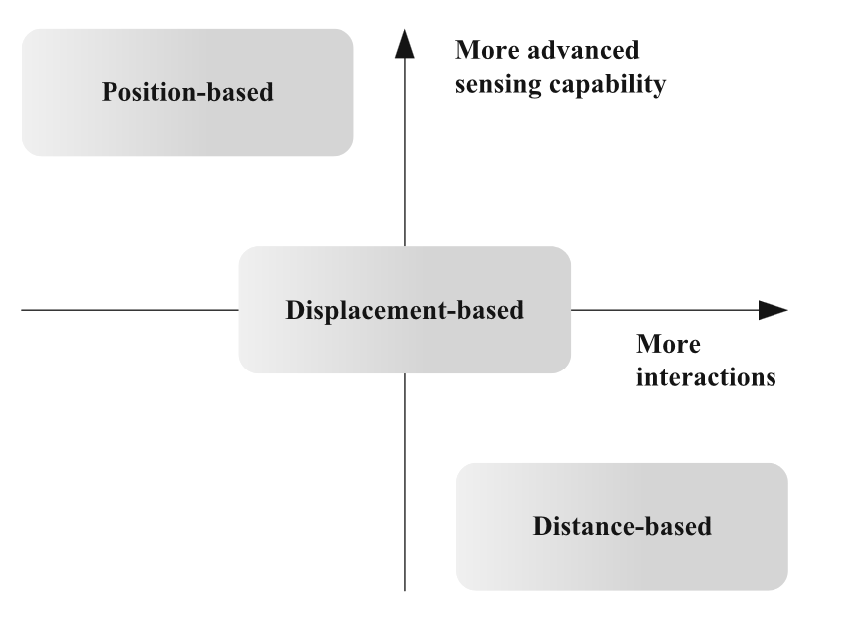 Position-based
More advanced
sensing capability
Displacement-based
More
interactions
Distance-based